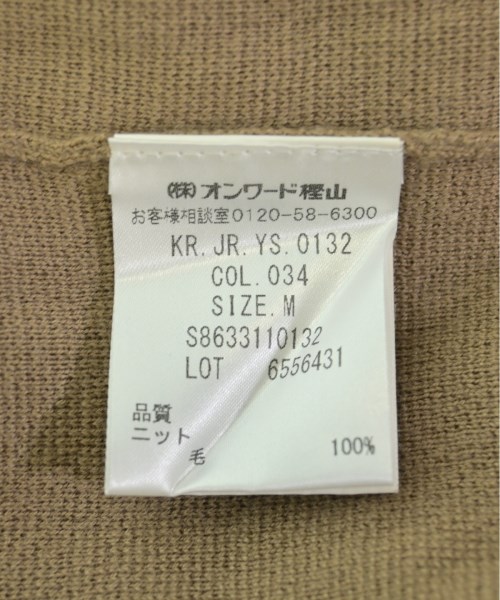 (株)オンワード樫山
お客様相談室0120-58-6300
KR.JR.YS.0132
COL.034
SIZE.M
S8633110132
LOT 6556431
品質
ニット
毛 100%